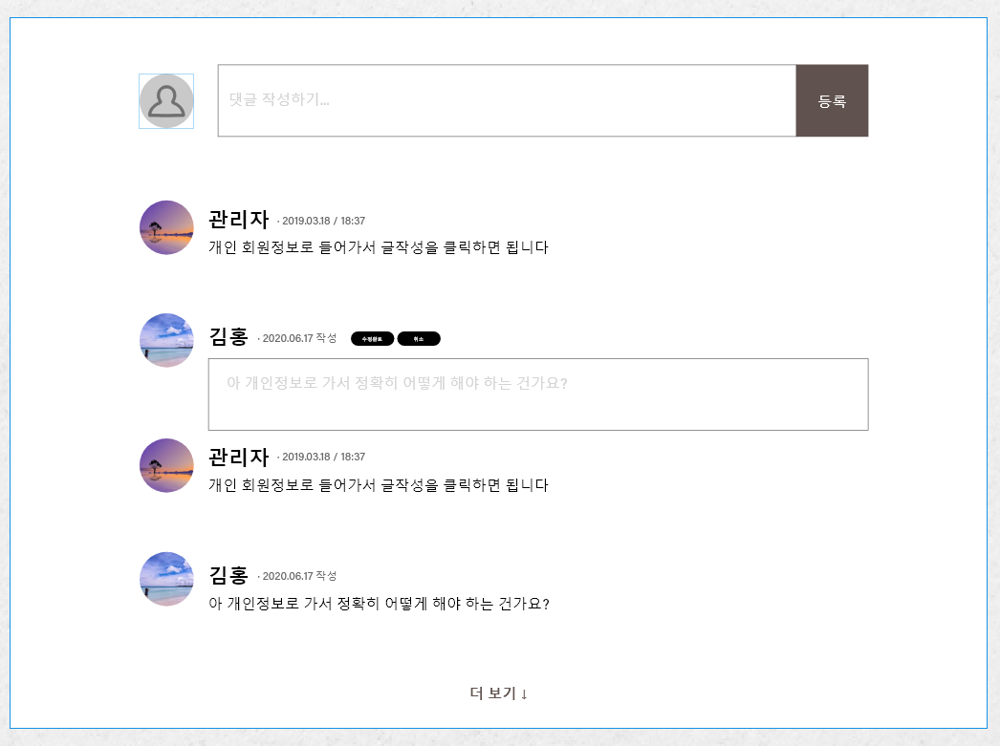 댓글 작성하기...
등록
관리자 · 2019.03.18 / 18:37
개인 회원정보로 들어가서 글작성을 클릭하면 됩니다
김홍 · 2020.06.17 작성 수정완료 취소
아 개인정보로 가서 정확히 어떻게 해야 하는 건가요?
관리자 · 2019.03.18 / 18:37
개인 회원정보로 들어가서 글작성을 클릭하면 됩니다
김홍 · 2020.06.17 작성
아 개인정보로 가서 정확히 어떻게 해야 하는 건가요?
더 보기 ↓